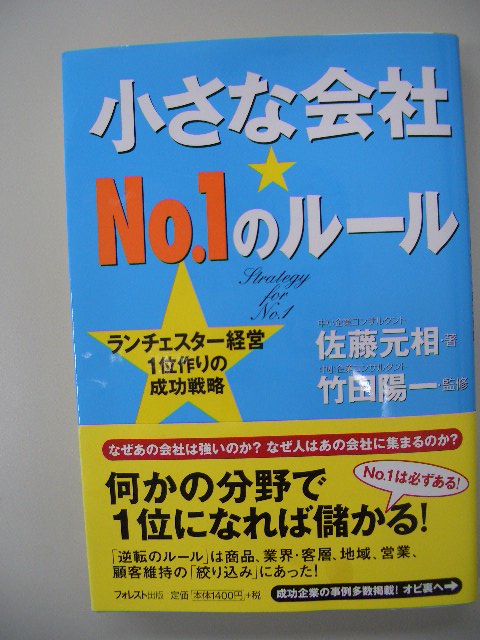 小さな会社
No.1のルール
Strategy
for
No.1
ランチェスター経営
1位作りの
成功戦略
中小企業コンサルタント
佐藤元相・著
中小企業コンサルタント
竹田陽一・監修
なぜあの会社は強いのか? なぜ人はあの会社に集まるのか?
何かの分野で
1位になれば儲かる!
No.1は必ずある!
「逆転のルール」は商品、業界・客層、地域、営業、
顧客維持の「絞り込み」にあった!
フォレスト出版 定価 「本体1400円」+税
成功企業の事例多数掲載! オビ裏へ→